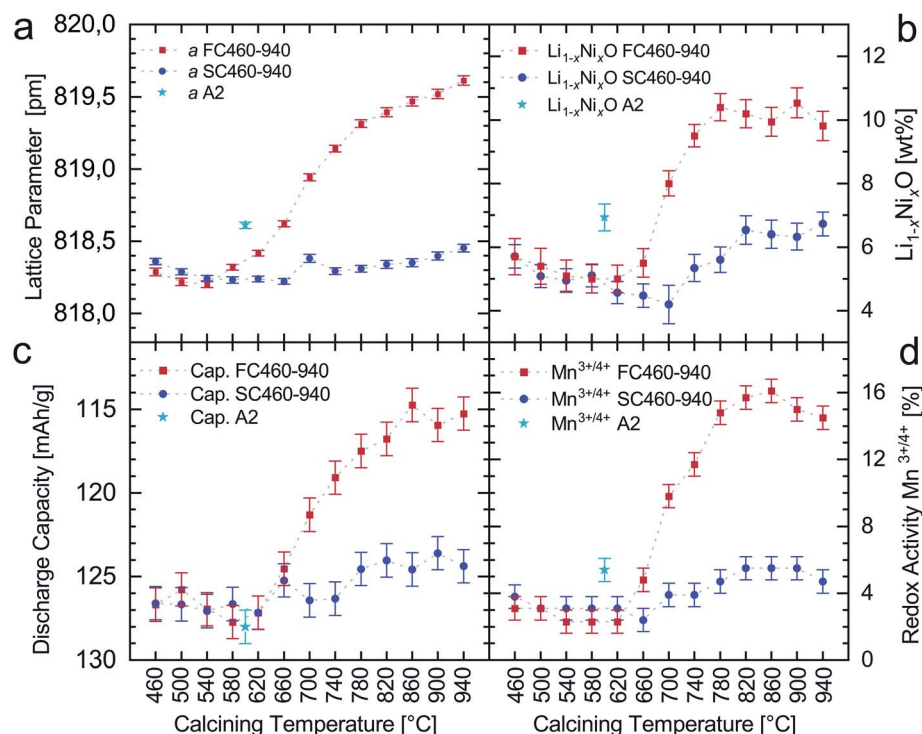 a
820,0
819,5
819,0
818,5
818,0
Lattice Parameter [pm]
a FC460-940
a SC460-940
a A2
b
12
10
8
6
4
Li1-xNixO [wt%]
Li1-xNixO FC460-940
Li1-xNixO SC460-940
Li1-xNixO A2
c
115
120
125
130
Discharge Capacity [mAh/g]
Cap. FC460-940
Cap. SC460-940
Cap. A2
460 500 540 580 620 660 700 740 780 820 860 900 940
Calcining Temperature [°C]
d
16
12
8
4
0
Redox Activity Mn 3+/4+ [%]
Mn3+/4+ FC460-940
Mn3+/4+ SC460-940
Mn3+/4+ A2
460 500 540 580 620 660 700 740 780 820 860 900 940
Calcining Temperature [°C]